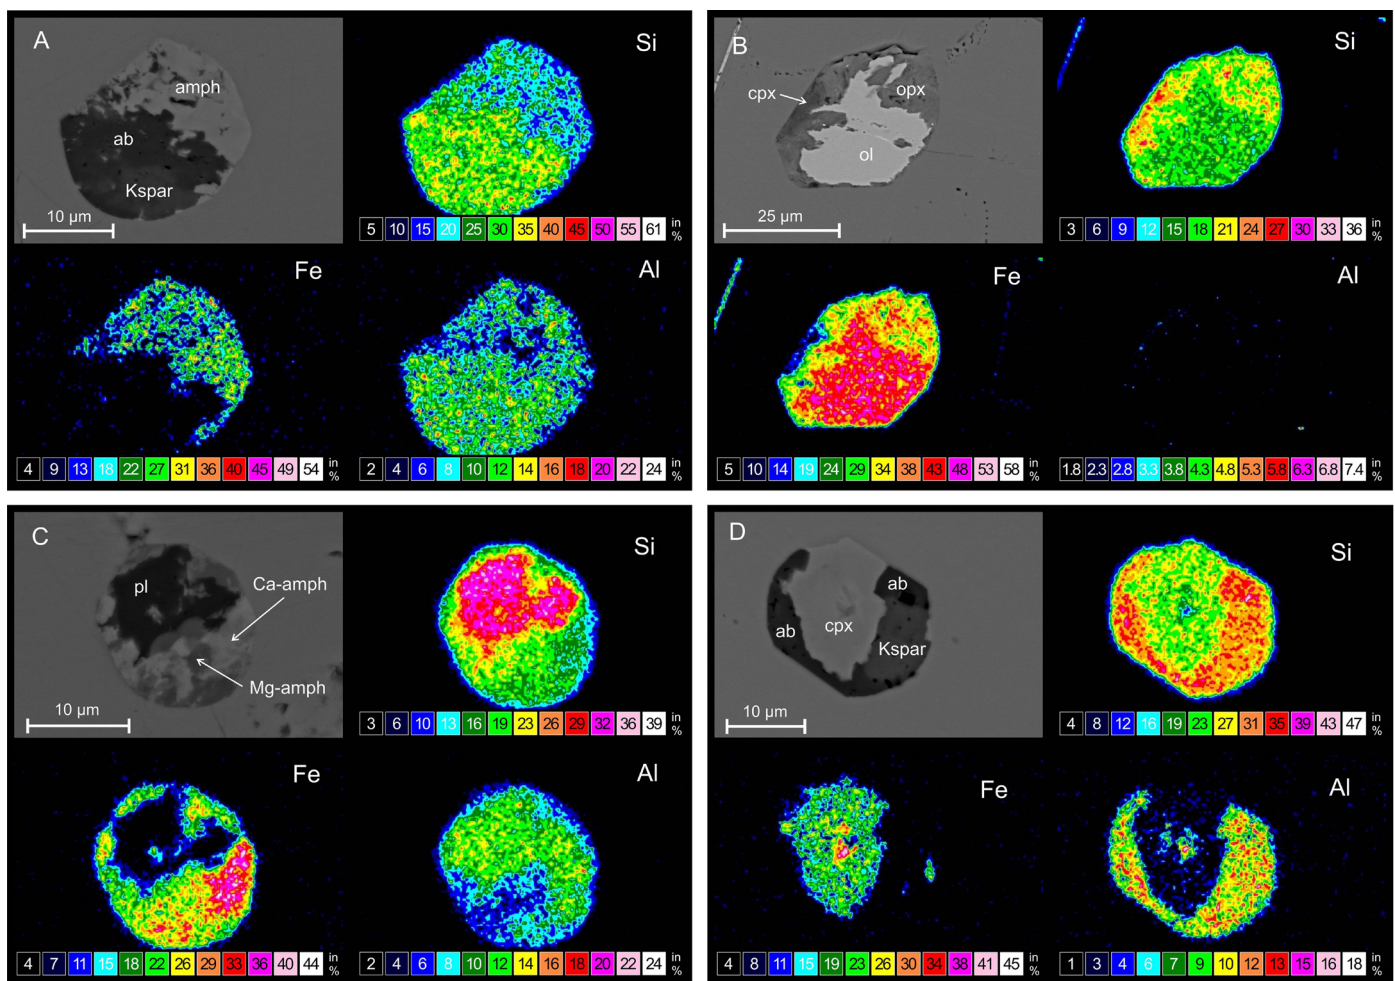 A
amph
ab
Kspar
10 µm
Si
5 10 15 20 25 30 35 40 45 50 55 61 in %
Fe
4 9 13 18 22 27 31 36 40 45 49 54 in %
Al
2 4 6 8 10 12 14 16 18 20 22 24 in %
B
cpx
opx
ol
25 µm
Si
3 6 9 12 15 18 21 24 27 30 33 36 in %
Fe
5 10 14 19 24 29 34 38 43 48 53 58 in %
Al
1.8 2.3 2.8 3.3 3.8 4.3 4.8 5.3 5.8 6.3 6.8 7.4 in %
C
pl
Ca-amph
Mg-amph
10 µm
Si
3 6 10 13 16 19 23 26 29 32 36 39 in %
Fe
4 7 11 15 18 22 26 29 33 36 40 44 in %
Al
2 4 6 8 10 12 14 16 18 20 22 24 in %
D
ab
cpx
ab
Kspar
10 µm
Si
4 8 12 16 19 23 27 31 35 39 43 47 in %
Fe
4 8 11 15 19 23 26 30 34 38 41 45 in %
Al
1 3 4 6 7 9 10 12 13 15 16 18 in %